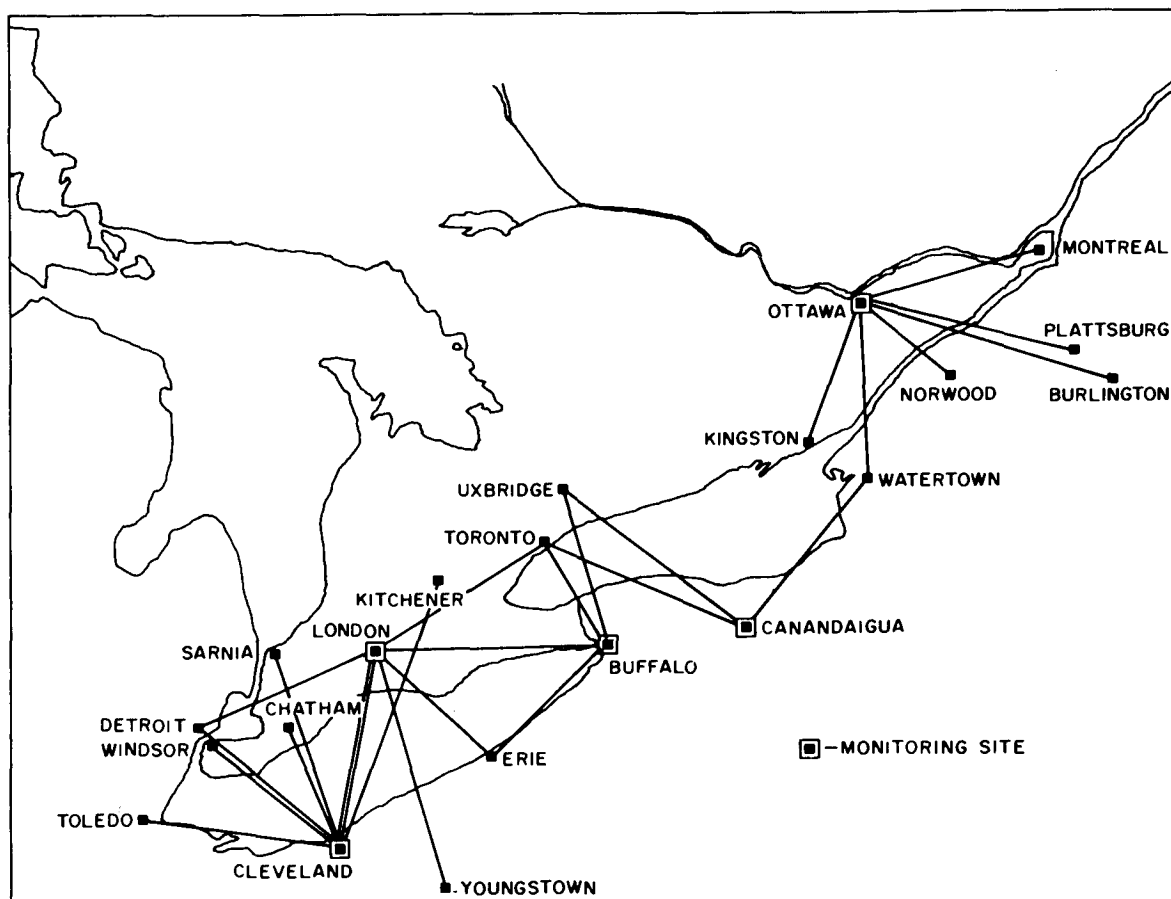 MONTREAL
OTTAWA
PLATTSBURG
NORWOOD
BURLINGTON
KINGSTON
WATERTOWN
UXBRIDGE
TORONTO
KITCHENER
LONDON
CANANDAIGUA
SARNIA
BUFFALO
CHATHAM
DETROIT
WINDSOR
ERIE
-MONITORING SITE
TOLEDO
CLEVELAND
YOUNGSTOWN